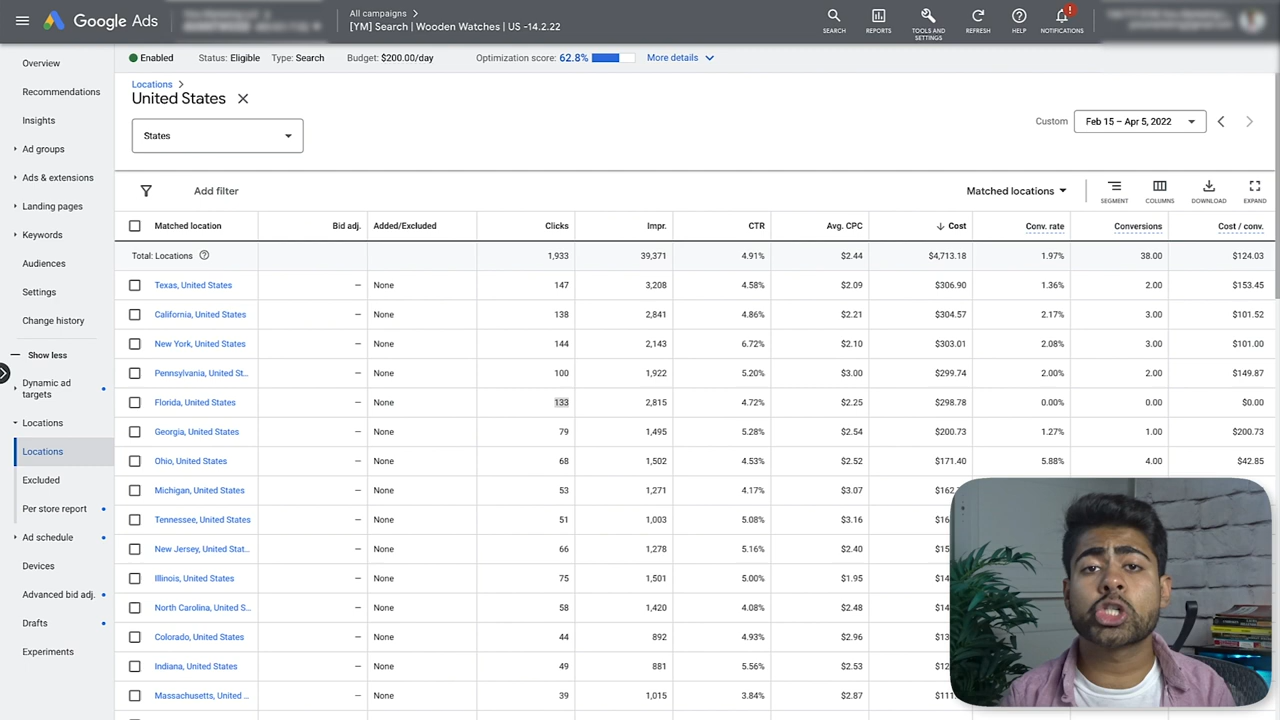 Google Ads
All campaigns
[YM] Search | Wooden Watches | US -14.2.22
SEARCH
REPORTS
TOOLS AND SETTINGS
REFRESH
HELP
!
NOTIFICATIONS
Enabled Status: Eligible Type: Search Budget: $200.00/day Optimization score: 62.8% More details
Overview
Recommendations
Insights
Ad groups
Ads & extensions
Landing pages
Keywords
Audiences
Settings
Change history
Show less
Dynamic ad targets
Locations
Locations
Excluded
Per store report
Ad schedule
Devices
Advanced bid adj.
Drafts
Experiments
Locations
United States
States
Custom Feb 15 – Apr 5, 2022
Add filter
Matched locations
SEGMENT
COLUMNS
DOWNLOAD
EXPAND
Matched location Bid adj. Added/Excluded Clicks Impr. CTR Avg. CPC Cost Conv. rate Conversions Cost / conv.
Total: Locations 1,933 39,371 4.91% $2.44 $4,713.18 1.97% 38.00 $124.03
Texas, United States – None 147 3,208 4.58% $2.09 $306.90 1.36% 2.00 $153.45
California, United States – None 138 2,841 4.86% $2.21 $304.57 2.17% 3.00 $101.52
New York, United States – None 144 2,143 6.72% $2.10 $303.01 2.08% 3.00 $101.00
Pennsylvania, United St... – None 100 1,922 5.20% $3.00 $299.74 2.00% 2.00 $149.87
Florida, United States – None 133 2,815 4.72% $2.25 $298.78 0.00% 0.00 $0.00
Georgia, United States – None 79 1,495 5.28% $2.54 $200.73 1.27% 1.00 $200.73
Ohio, United States – None 68 1,502 4.53% $2.52 $171.40 5.88% 4.00 $42.85
Michigan, United States – None 53 1,271 4.17% $3.07 $162.
Tennessee, United States – None 51 1,003 5.08% $3.16 $16
New Jersey, United Stat... – None 66 1,278 5.16% $2.40 $15
Illinois, United States – None 75 1,501 5.00% $1.95 $14
North Carolina, United S... – None 58 1,420 4.08% $2.48 $14
Colorado, United States – None 44 892 4.93% $2.96 $13
Indiana, United States – None 49 881 5.56% $2.53 $12
Massachusetts, United ... – None 39 1,015 3.84% $2.87 $111